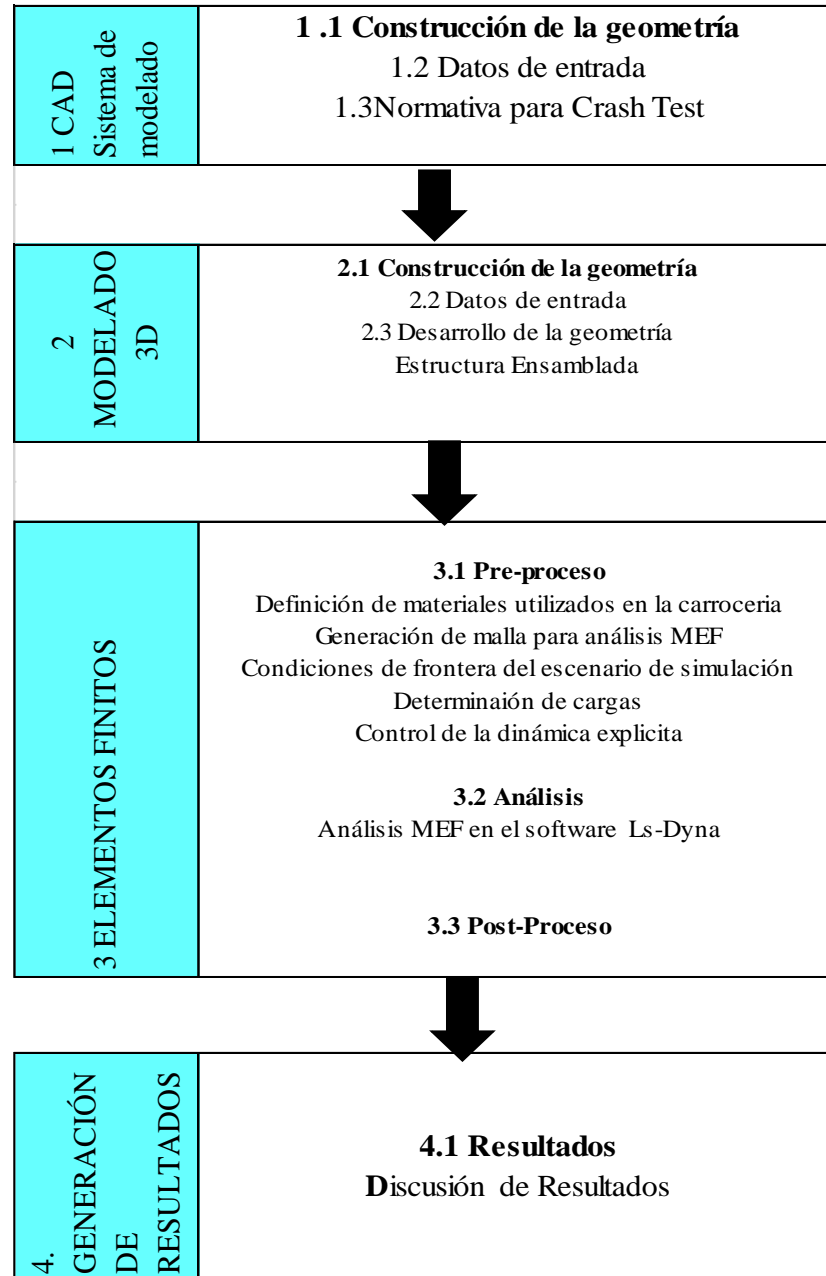 1 CAD
Sistema de
modelado
1 .1 Construcción de la geometría
1.2 Datos de entrada
1.3Normativa para Crash Test
2
MODELADO
3D
2.1 Construcción de la geometría
2.2 Datos de entrada
2.3 Desarrollo de la geometría
Estructura Ensamblada
3 ELEMENTOS FINITOS
3.1 Pre-proceso
Definición de materiales utilizados en la carroceria
Generación de malla para análisis MEF
Condiciones de frontera del escenario de simulación
Determinaión de cargas
Control de la dinámica explicita
3.2 Análisis
Análisis MEF en el software Ls-Dyna
3.3 Post-Proceso
4.
GENERACIÓN
DE
RESULTADOS
4.1 Resultados
Discusión de Resultados